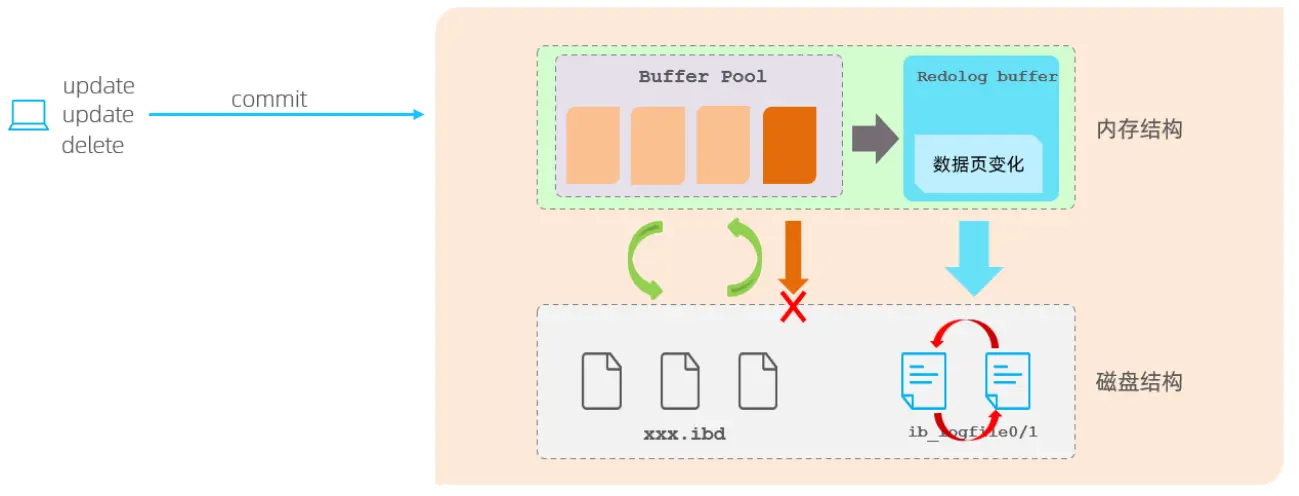 update
update
delete
commit
Buffer Pool
Redolog buffer
数据页变化
内存结构
xxx.ibd
ib_logfile0/1
磁盘结构